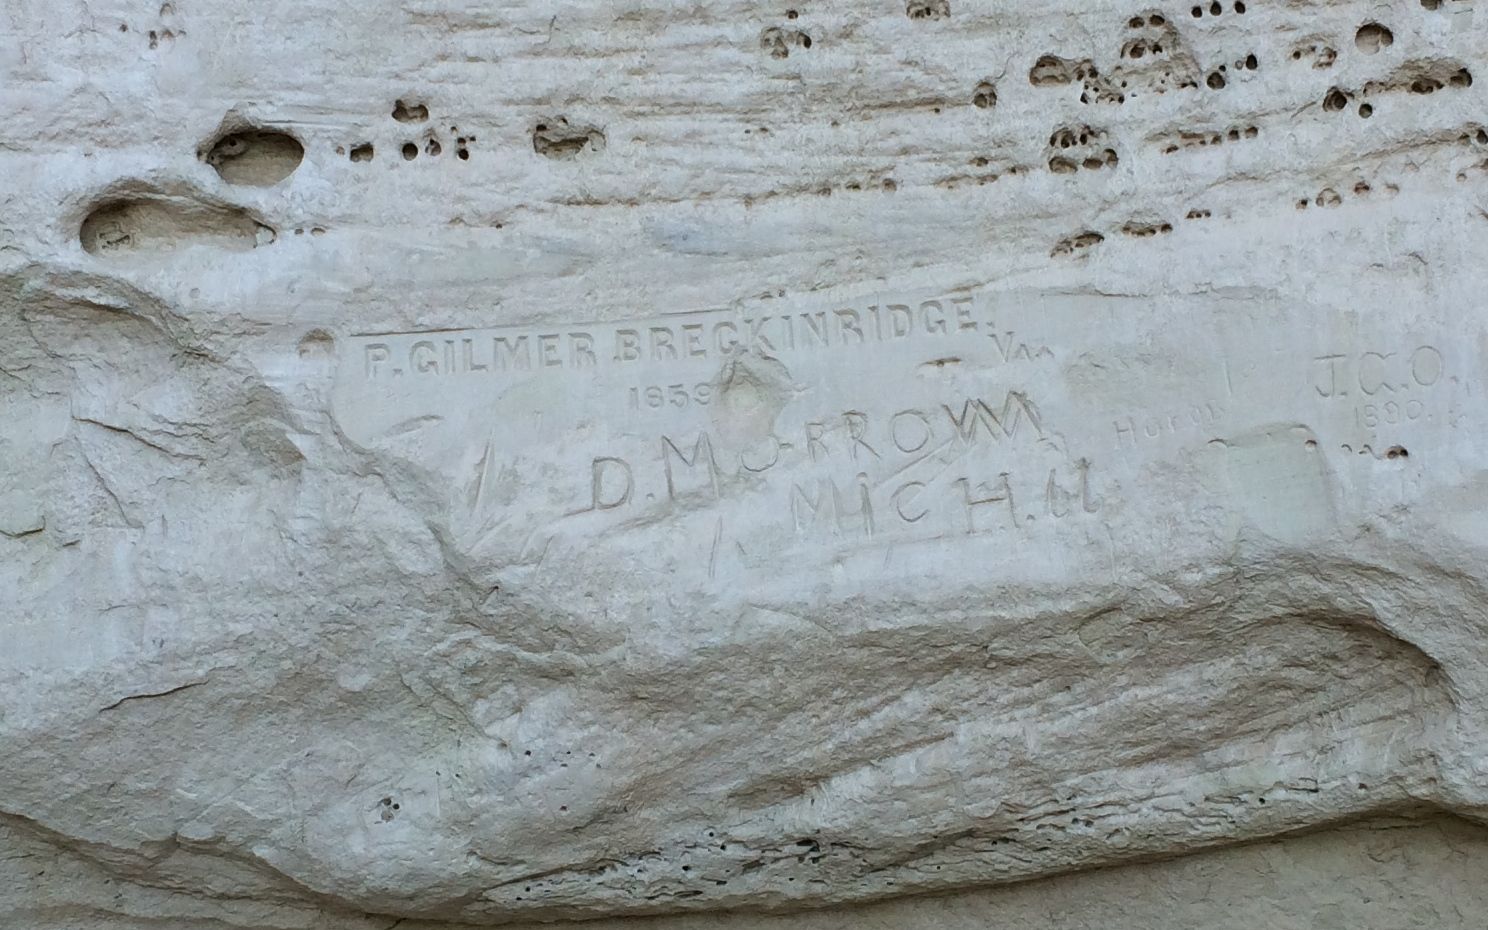 P. GILMER BRECKINRIDGE.
Va
1859
D. MORROW
MICH.
J.A.O.
1890.